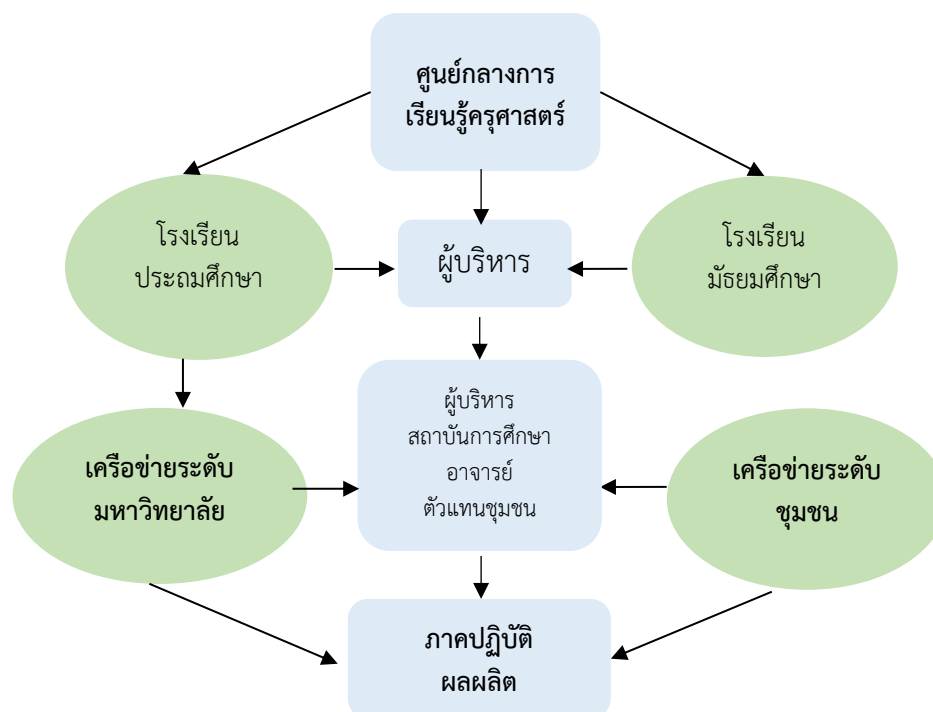 ศูนย์กลางการ
เรียนรู้ครุศาสตร์
โรงเรียน
ประถมศึกษา
ผู้บริหาร
โรงเรียน
มัธยมศึกษา
เครือข่ายระดับ
มหาวิทยาลัย
ผู้บริหาร
สถาบันการศึกษา
อาจารย์
ตัวแทนชุมชน
เครือข่ายระดับ
ชุมชน
ภาคปฏิบัติ
ผลผลิต